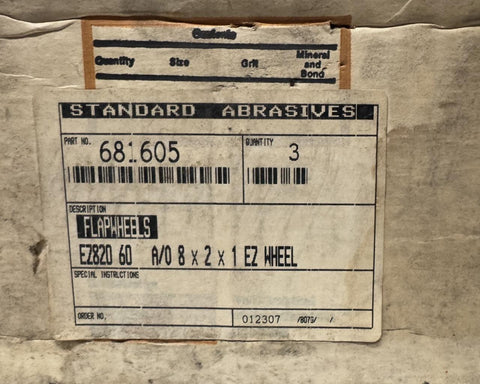 Contents
Quantity Size Grit Mineral and Bond
STANDARD ABRASIVES
PART NO. 681605 QUANTITY 3
DESCRIPTION
FLAPWHEELS
EZ820 60 A/O 8 x 2 x 1 EZ WHEEL
SPECIAL INSTRUCTIONS
ORDER NO. 012307 /8073/ /